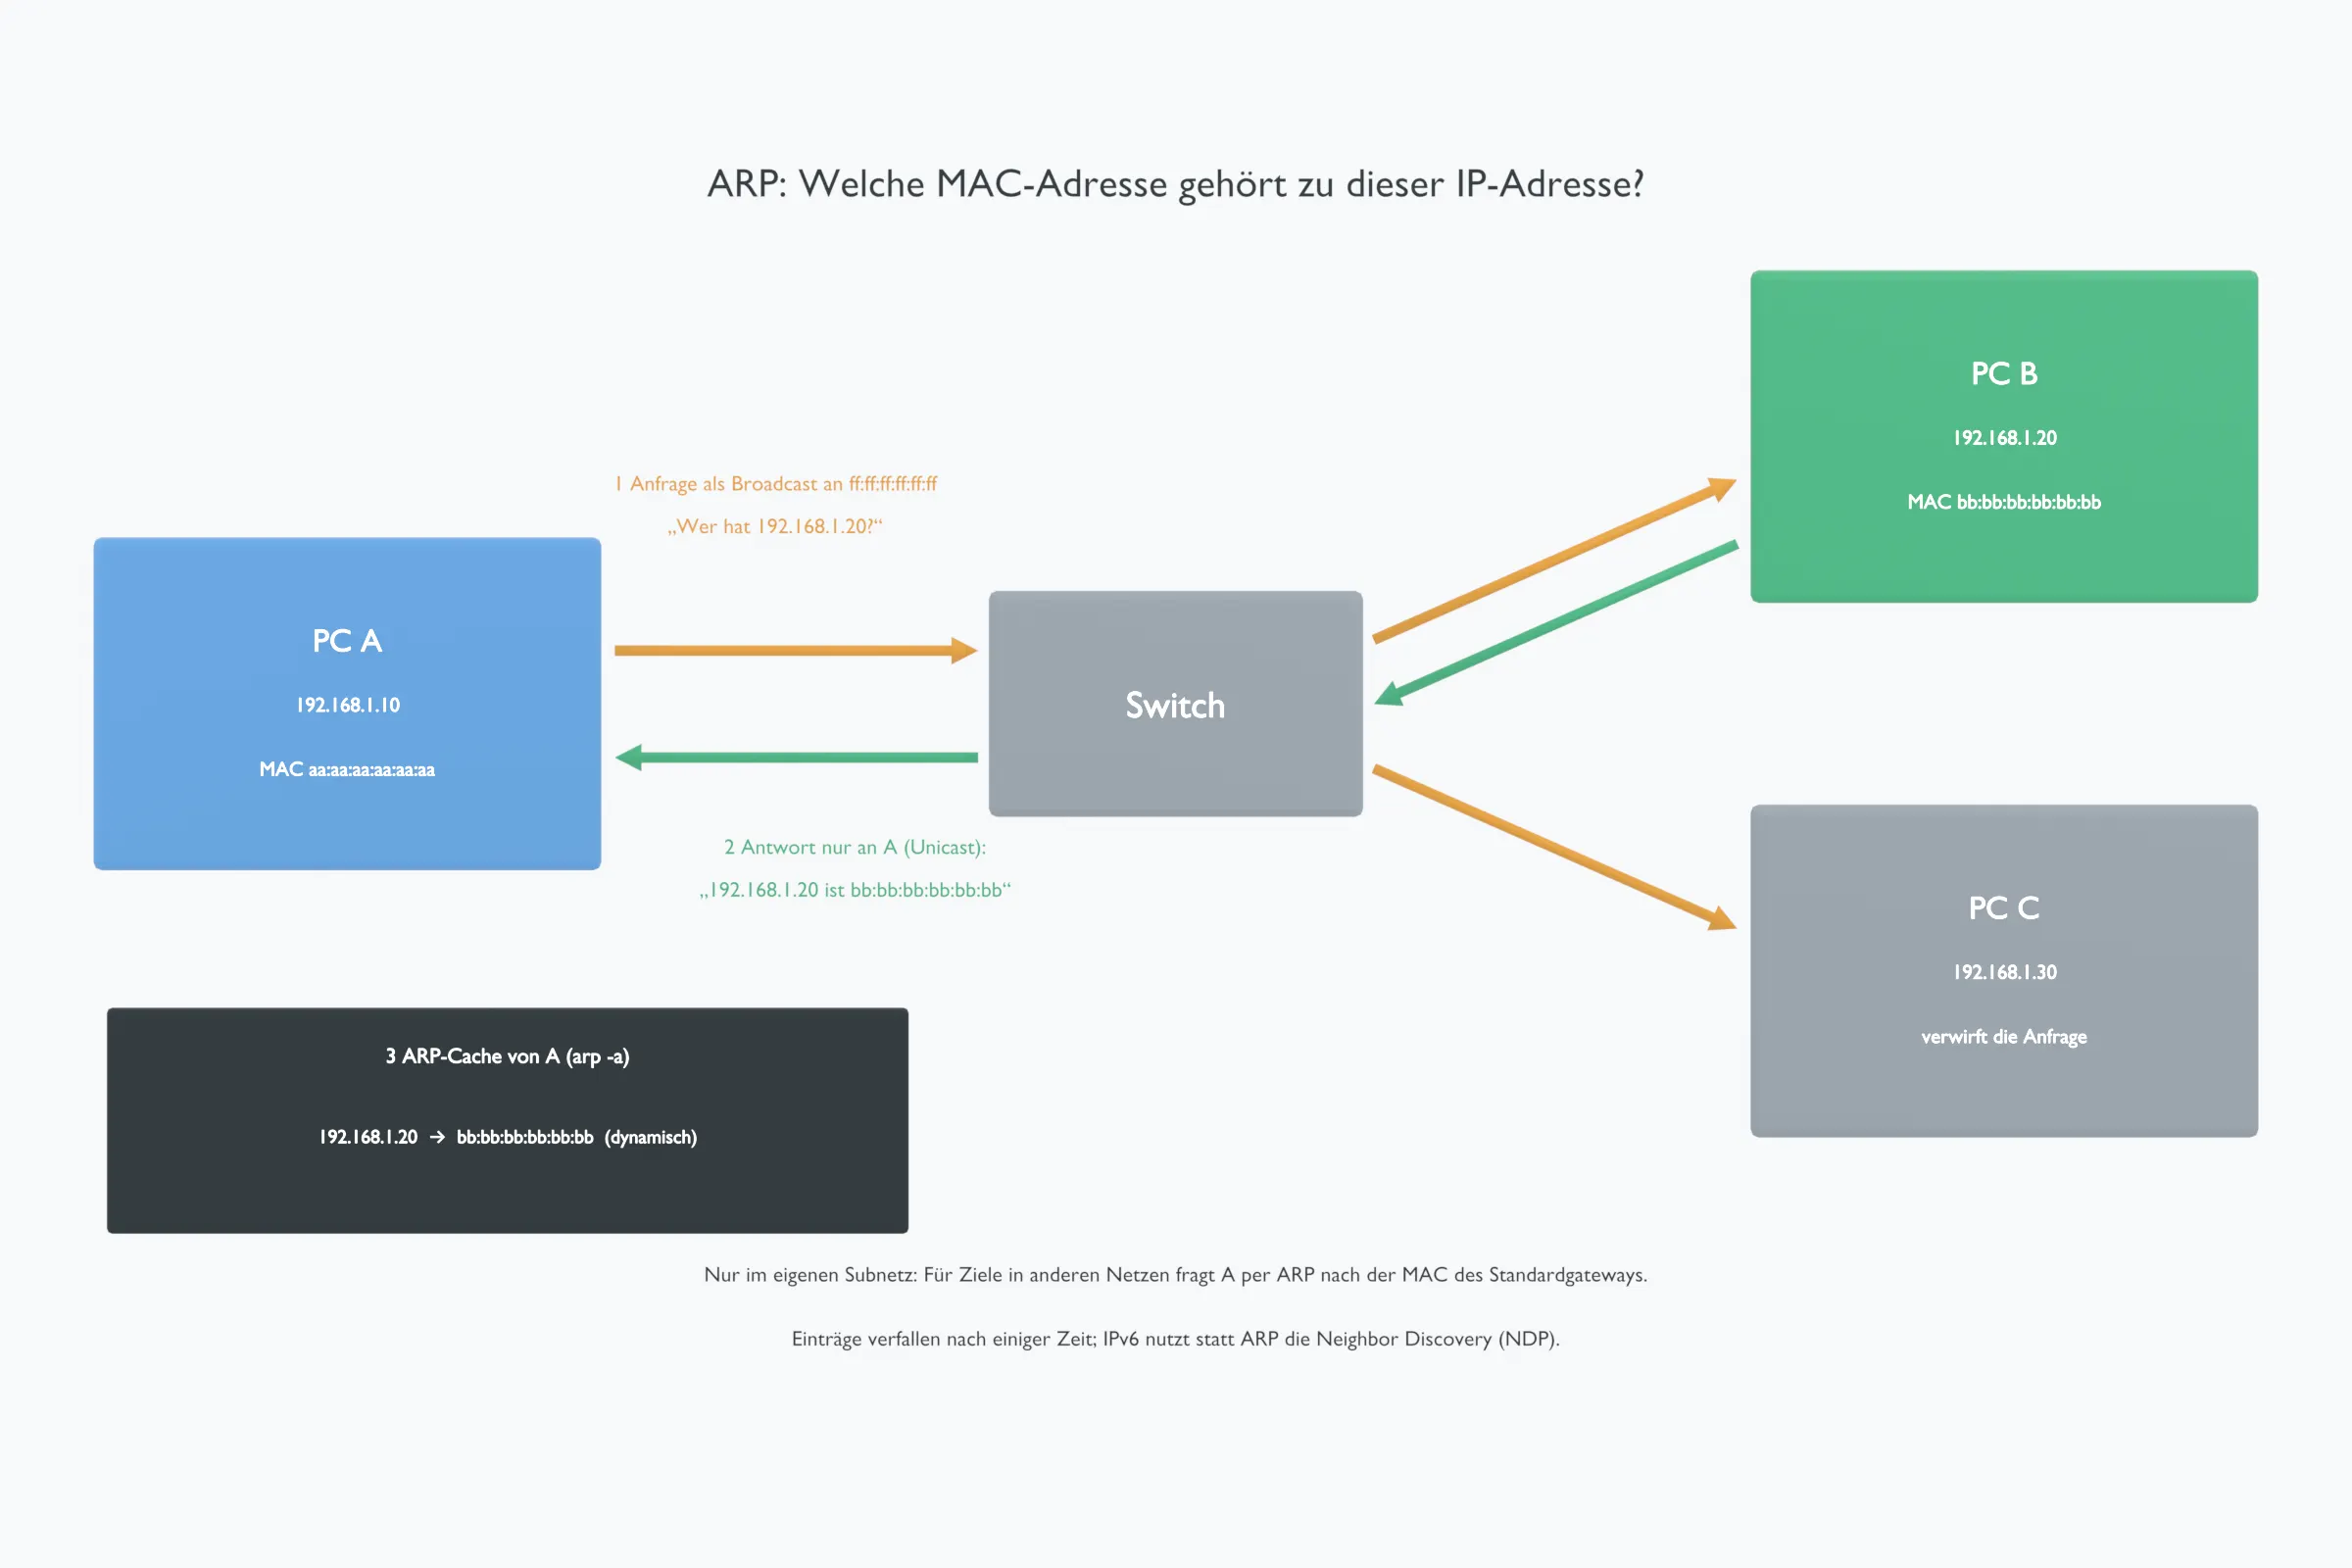 ARP: Welche MAC-Adresse gehört zu dieser IP-Adresse?
PC B
192.168.1.20
MAC bb:bb:bb:bb:bb:bb
1 Anfrage als Broadcast an ff:ff:ff:ff:ff:ff
„Wer hat 192.168.1.20?“
PC A
192.168.1.10
MAC aa:aa:aa:aa:aa:aa
Switch
2 Antwort nur an A (Unicast):
„192.168.1.20 ist bb:bb:bb:bb:bb:bb“
PC C
192.168.1.30
verwirft die Anfrage
3 ARP-Cache von A (arp -a)
192.168.1.20 → bb:bb:bb:bb:bb:bb (dynamisch)
Nur im eigenen Subnetz: Für Ziele in anderen Netzen fragt A per ARP nach der MAC des Standardgateways.
Einträge verfallen nach einiger Zeit; IPv6 nutzt statt ARP die Neighbor Discovery (NDP).